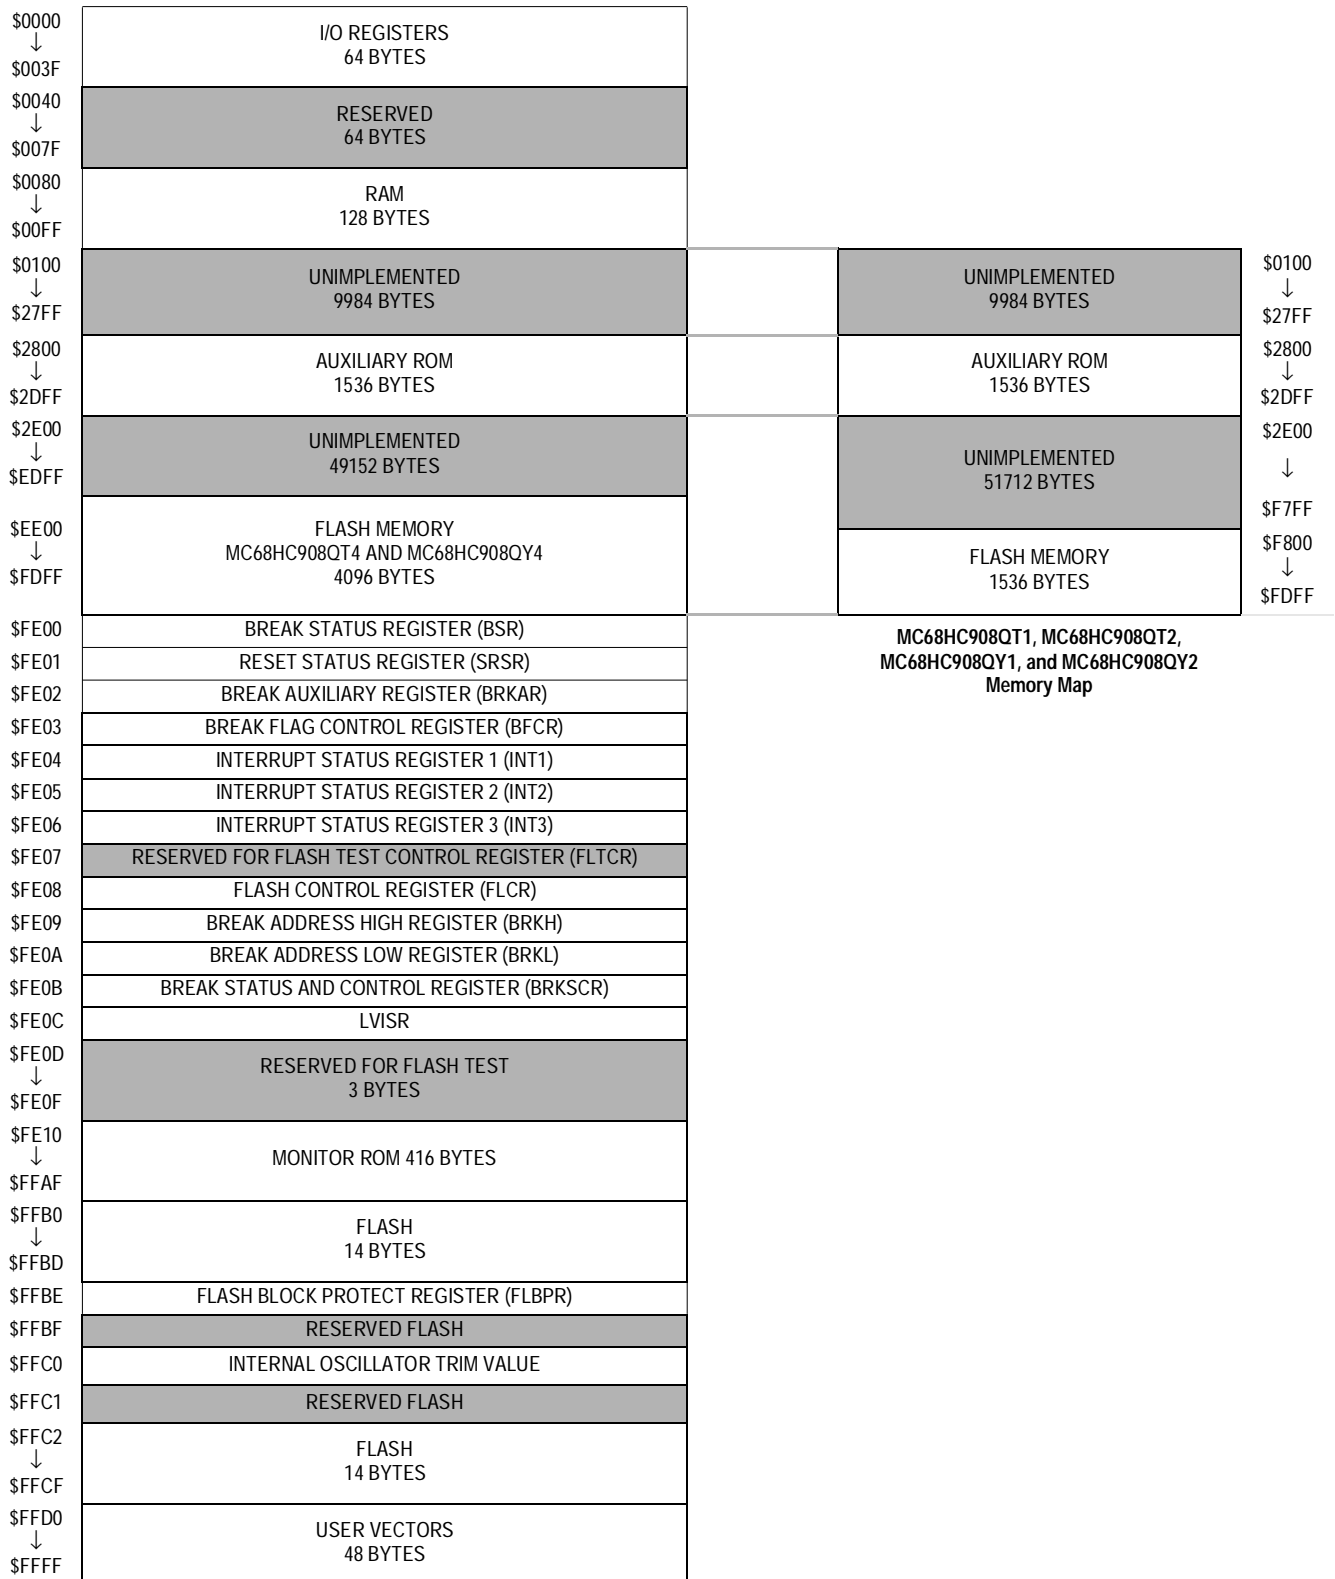 $0000
↓
$003F
I/O REGISTERS
64 BYTES
$0040
↓
$007F
RESERVED
64 BYTES
$0080
↓
$00FF
RAM
128 BYTES
$0100
↓
$27FF
UNIMPLEMENTED
9984 BYTES
UNIMPLEMENTED
9984 BYTES
$0100
↓
$27FF
$2800
↓
$2DFF
AUXILIARY ROM
1536 BYTES
AUXILIARY ROM
1536 BYTES
$2800
↓
$2DFF
$2E00
↓
$EDFF
UNIMPLEMENTED
49152 BYTES
UNIMPLEMENTED
51712 BYTES
$2E00
↓
$F7FF
$EE00
↓
$FDFF
FLASH MEMORY
MC68HC908QT4 AND MC68HC908QY4
4096 BYTES
FLASH MEMORY
1536 BYTES
$F800
↓
$FDFF
MC68HC908QT1, MC68HC908QT2,
MC68HC908QY1, and MC68HC908QY2
Memory Map
$FE00 BREAK STATUS REGISTER (BSR)
$FE01 RESET STATUS REGISTER (SRSR)
$FE02 BREAK AUXILIARY REGISTER (BRKAR)
$FE03 BREAK FLAG CONTROL REGISTER (BFCR)
$FE04 INTERRUPT STATUS REGISTER 1 (INT1)
$FE05 INTERRUPT STATUS REGISTER 2 (INT2)
$FE06 INTERRUPT STATUS REGISTER 3 (INT3)
$FE07 RESERVED FOR FLASH TEST CONTROL REGISTER (FLTCR)
$FE08 FLASH CONTROL REGISTER (FLCR)
$FE09 BREAK ADDRESS HIGH REGISTER (BRKH)
$FE0A BREAK ADDRESS LOW REGISTER (BRKL)
$FE0B BREAK STATUS AND CONTROL REGISTER (BRKSCR)
$FE0C LVISR
$FE0D
↓
$FE0F
RESERVED FOR FLASH TEST
3 BYTES
$FE10
↓
$FFAF
MONITOR ROM 416 BYTES
$FFB0
↓
$FFBD
FLASH
14 BYTES
$FFBE FLASH BLOCK PROTECT REGISTER (FLBPR)
$FFBF RESERVED FLASH
$FFC0 INTERNAL OSCILLATOR TRIM VALUE
$FFC1 RESERVED FLASH
$FFC2
↓
$FFCF
FLASH
14 BYTES
$FFD0
↓
$FFFF
USER VECTORS
48 BYTES